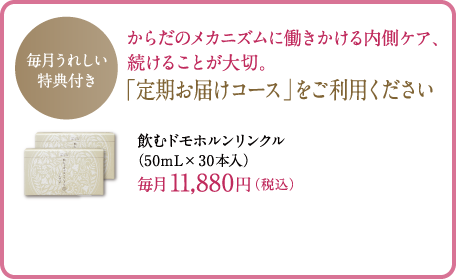 毎月うれしい
特典付き
からだのメカニズムに働きかける内側ケア、
続けることが大切。
「定期お届けコース」をご利用ください
飲むドモホルンリンクル
（50mL×30本入）
毎月11,880円（税込）